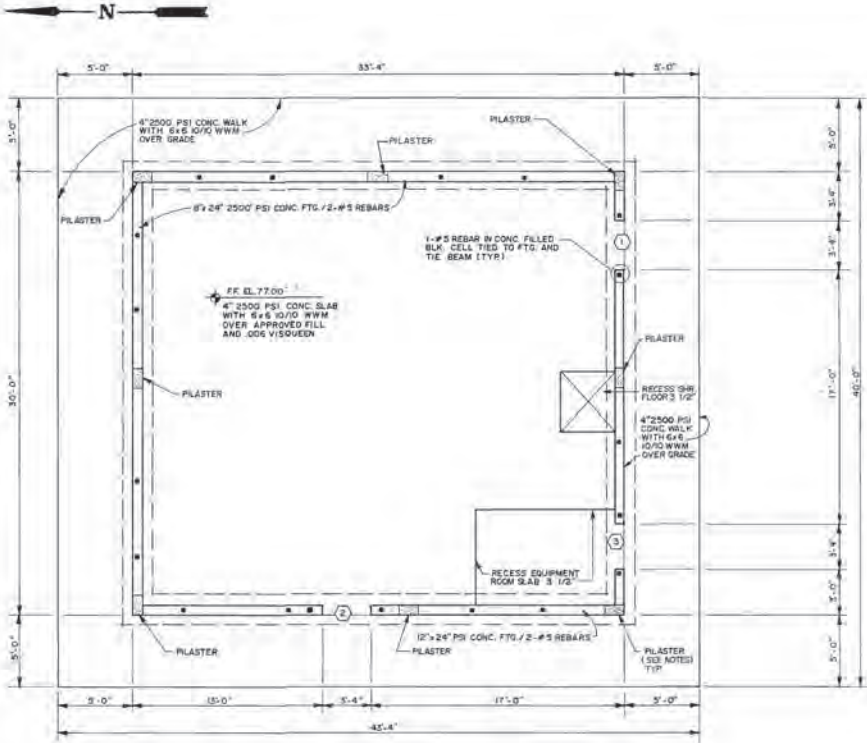 N
5'-0"
33'-4"
5'-0"
4" 2500 PSI CONC. WALK
WITH 6x6 10/10 WWM
OVER GRADE
PILASTER
PILASTER
5'-0"
5'-0"
PILASTER
8"x 24" 2500 PSI CONC. FTG./2-#5 REBARS
3'-4"
3'-4"
1
1-#5 REBAR IN CONC. FILLED
BLK. CELL TIED TO FTG. AND
TIE BEAM (TYP.)
F.F. EL. 77.00'
4" 2500 PSI CONC. SLAB
WITH 6x6 10/10 WWM
OVER APPROVED FILL
AND .006 VISQUEEN
30'-0"
PILASTER
PILASTER
17'-0"
40'-0"
RECESS SHR.
FLOOR 3 1/2"
4" 2500 PSI
CONC. WALK
WITH 6x6
10/10 WWM
OVER GRADE
3
3'-4"
RECESS EQUIPMENT
ROOM SLAB 3 1/2"
3'-0"
2
12"x 24" PSI CONC. FTG./2-#5 REBARS
PILASTER
PILASTER
PILASTER
(SEE NOTES)
TYP.
5'-0"
5'-0"
5'-0"
13'-0"
3'-4"
17'-0"
5'-0"
43'-4"